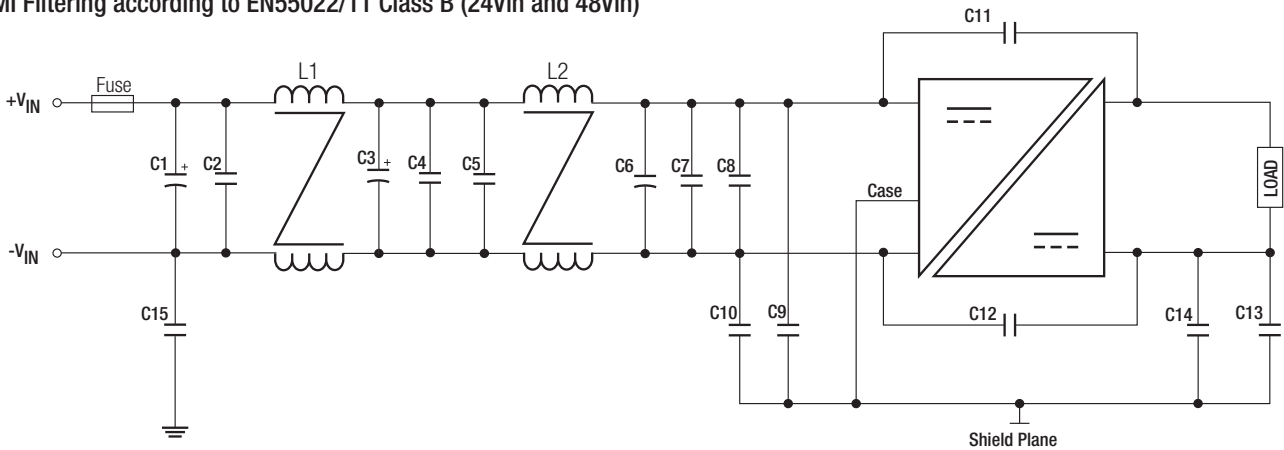 MI Filtering according to EN55022/11 Class B (24Vin and 48Vin)
C11
L1
L2
Fuse
+VIN
C1 +
C2
C3 +
C4
C5
C6
C7
C8
Case
LOAD
-VIN
C15
C10
C9
C12
C14
C13
Shield Plane